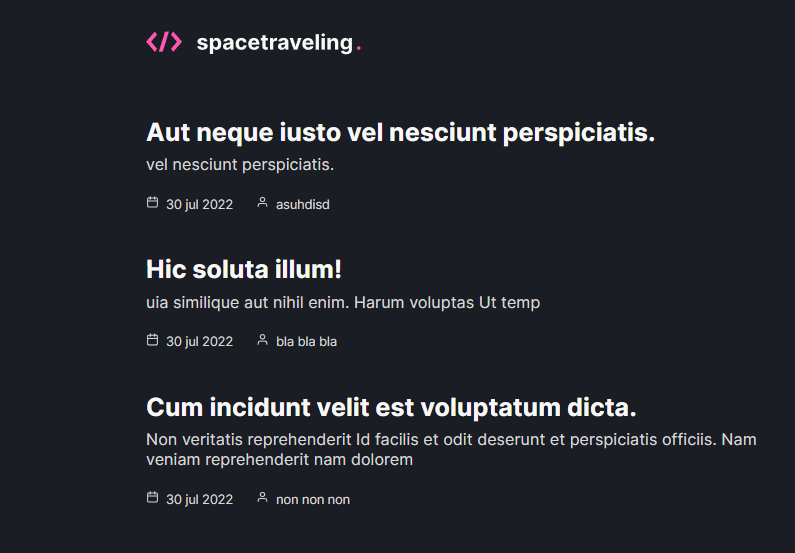 </> spacetraveling.
Aut neque iusto vel nesciunt perspiciatis.
vel nesciunt perspiciatis.
30 jul 2022 asuhdisd
Hic soluta illum!
uia similique aut nihil enim. Harum voluptas Ut temp
30 jul 2022 bla bla bla
Cum incidunt velit est voluptatum dicta.
Non veritatis reprehenderit Id facilis et odit deserunt et perspiciatis officiis. Nam
veniam reprehenderit nam dolorem
30 jul 2022 non non non